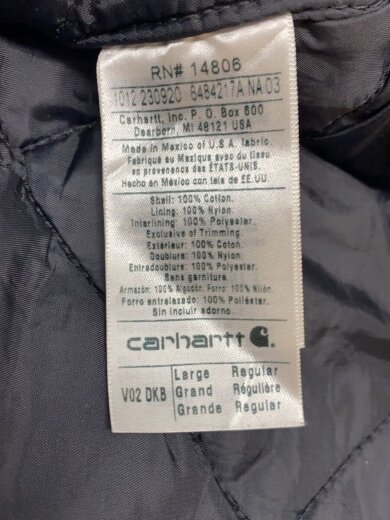 RN# 14806
1012 230920 6484217A NA 03
Carhartt, Inc. P.O. Box 600
Dearborn, MI 48121 USA
Made in Mexico of U.S.A. fabric
Fabriqué au Mexique avec du tissu
en provenance des ÉTATS-UNIS.
Hecho en México con tela de EE.UU
Shell: 100% Cotton.
Lining: 100% Nylon.
Interlining: 100% Polyester.
Exclusive of Trimming.
Extérieur: 100% Coton.
Doublure: 100% Nylon.
Entredoublure: 100% Polyester.
Sans garniture.
Armazón: 100% Algodón. Forro: 100% Nilón.
Forro entrelazado: 100% Poliéster.
Sin incluir adorno.
carhartt
V02 DKB
Large Regular
Grand Régulière
Grande Regular